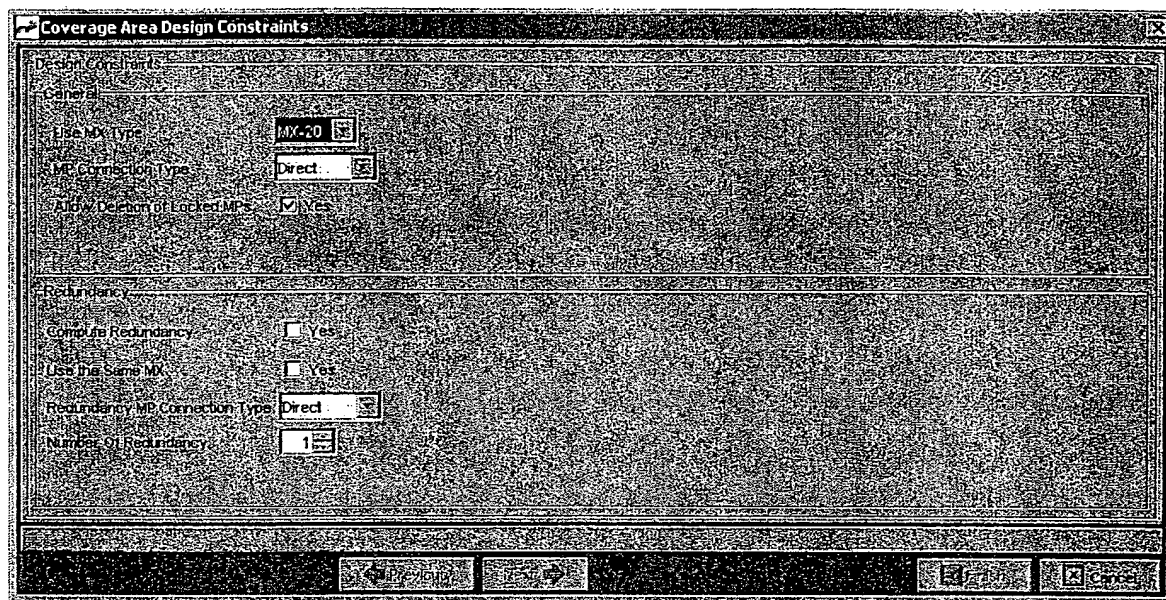 Coverage Area Design Constraints
Design Constraints
General
Use MX Type MX-20
MP Connection Type Direct
Allow Deletion of Locked MPs Yes
Redundancy
Compute Redundancy Yes
Use the Same MX Yes
Redundancy MP Connection Type Direct
Number Of Redundancy 1
Previous Next Finish Cancel